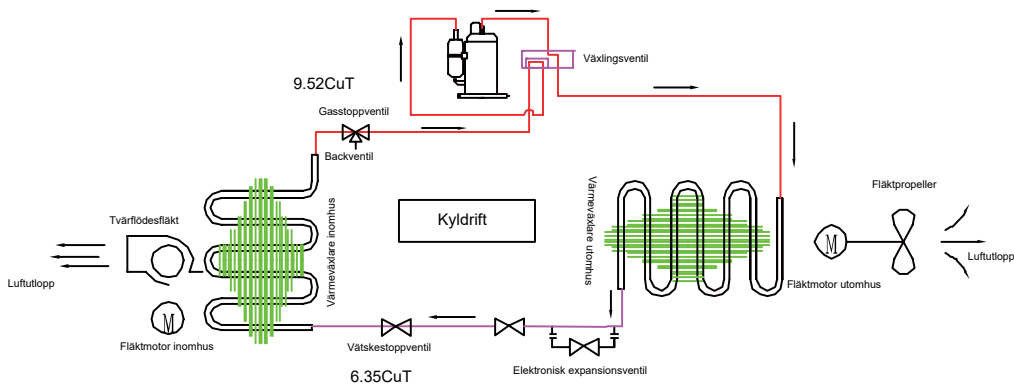 Växlingsventil
9.52CuT
Gasstoppventil
Backventil
Värmeväxlare inomhus
Kyldrift
Värmeväxlare utomhus
Fläktpropeller
Tvärflödesfläkt
M
Luftutlopp
Luftutlopp
Fläktmotor utomhus
M
Fläktmotor inomhus
Vätskestoppventil
Elektronisk expansionsventil
6.35CuT